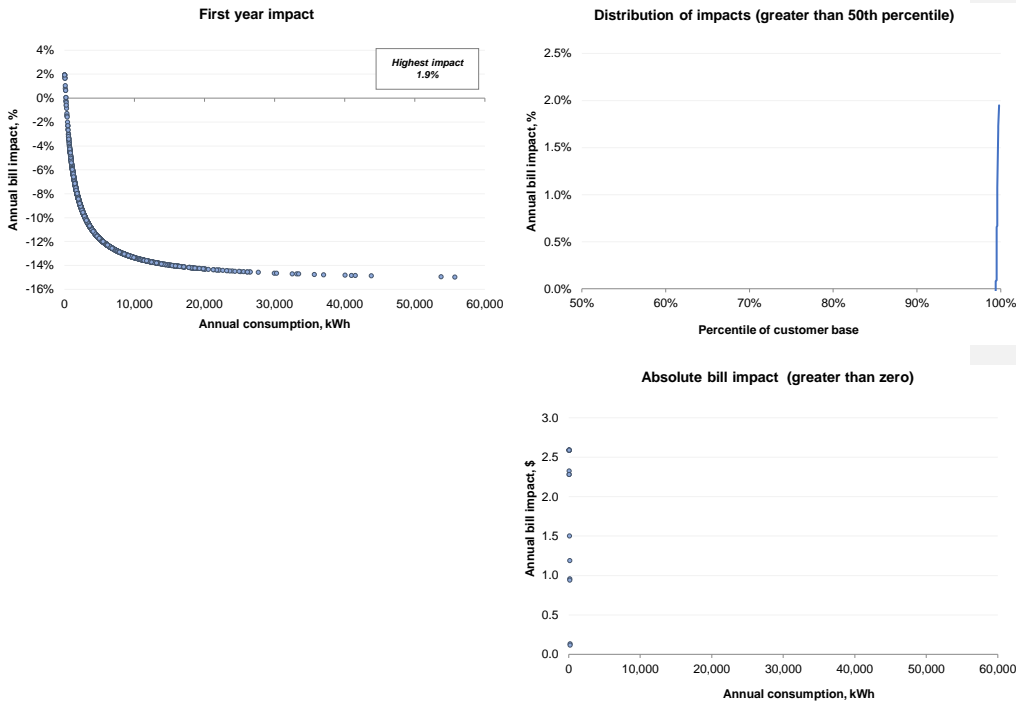 First year impact
4%
2%
0%
-2%
-4%
-6%
-8%
-10%
-12%
-14%
-16%
Annual bill impact, %
Highest impact
1.9%
0 10,000 20,000 30,000 40,000 50,000 60,000
Annual consumption, kWh
Distribution of impacts (greater than 50th percentile)
2.5%
2.0%
1.5%
1.0%
0.5%
0.0%
Annual bill impact, %
50% 60% 70% 80% 90% 100%
Percentile of customer base
Absolute bill impact (greater than zero)
3.0
2.5
2.0
1.5
1.0
0.5
0.0
Annual bill impact, $
0 10,000 20,000 30,000 40,000 50,000 60,000
Annual consumption, kWh